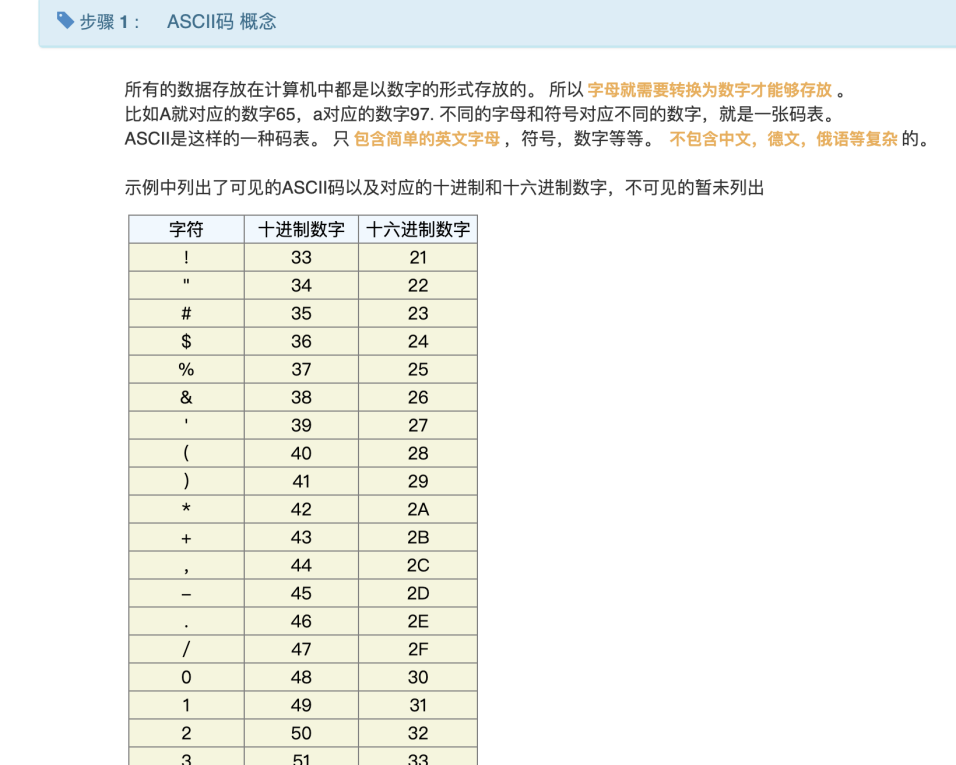 步骤 1 : ASCII码 概念
所有的数据存放在计算机中都是以数字的形式存放的。 所以 字母就需要转换为数字才能够存放 。
比如A就对应的数字65，a对应的数字97. 不同的字母和符号对应不同的数字，就是一张码表。
ASCII是这样的一种码表。 只 包含简单的英文字母 ，符号，数字等等。 不包含中文，德文，俄语等复杂 的。
示例中列出了可见的ASCII码以及对应的十进制和十六进制数字，不可见的暂未列出
字符 十进制数字 十六进制数字
! 33 21
" 34 22
# 35 23
$ 36 24
% 37 25
& 38 26
' 39 27
( 40 28
) 41 29
* 42 2A
+ 43 2B
, 44 2C
– 45 2D
. 46 2E
/ 47 2F
0 48 30
1 49 31
2 50 32
3 51 33